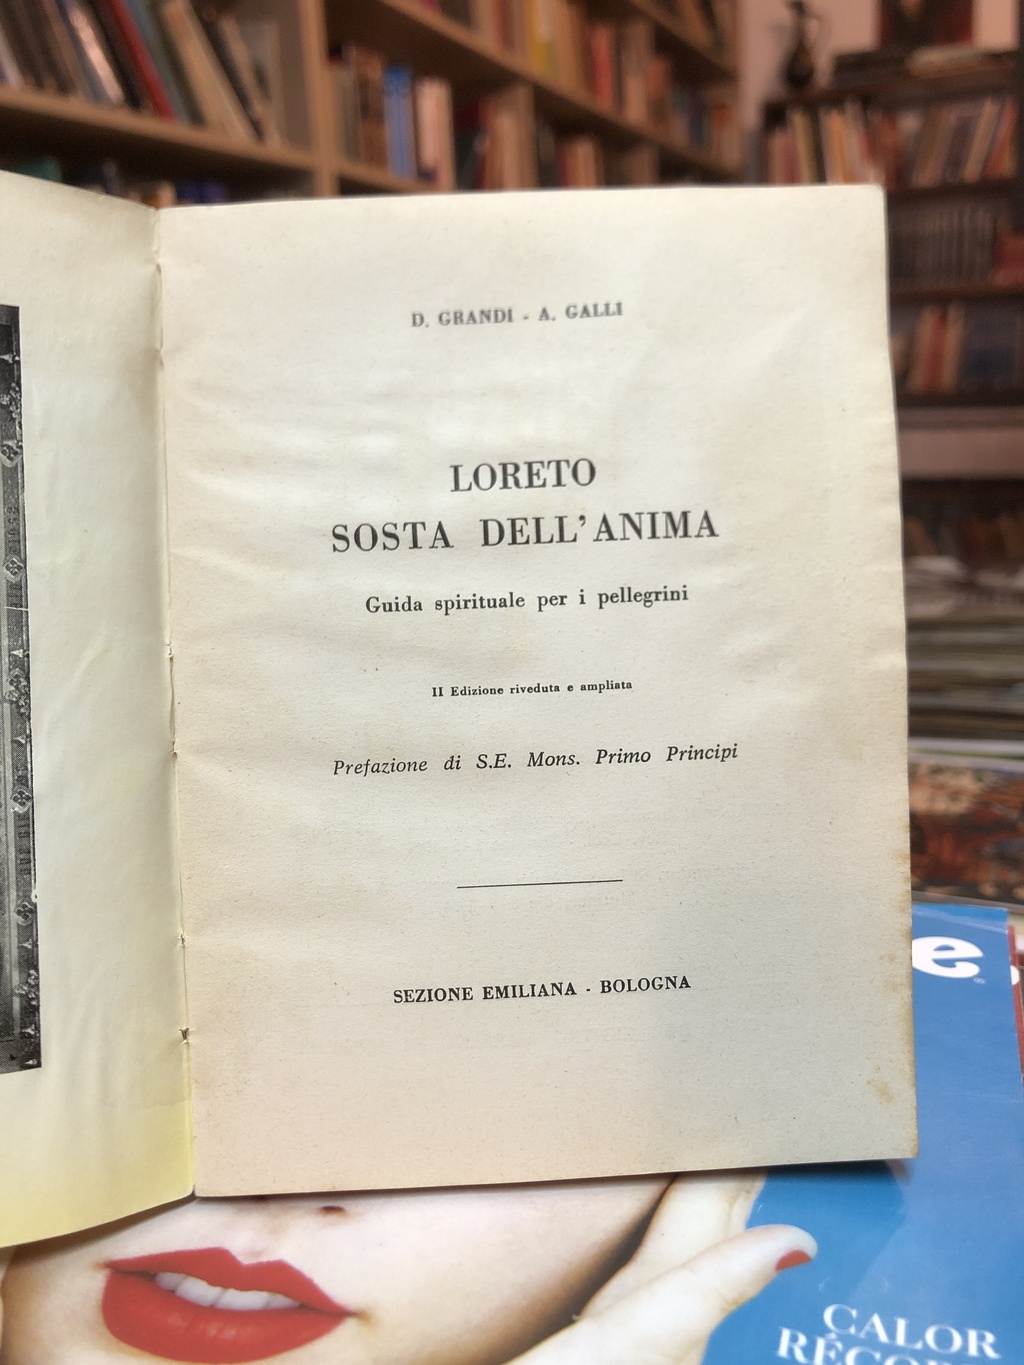 D. GRANDI - A. GALLI
LORETO
SOSTA DELL'ANIMA
Guida spirituale per i pellegrini
II Edizione riveduta e ampliata
Prefazione di S.E. Mons. Primo Principi
SEZIONE EMILIANA - BOLOGNA
e.
CALOR